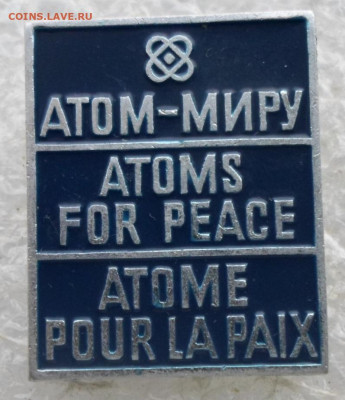 COINS.LAVE.RU
АТОМ-МИРУ
ATOMS
FOR PEACE
ATOME
POUR LA PAIX